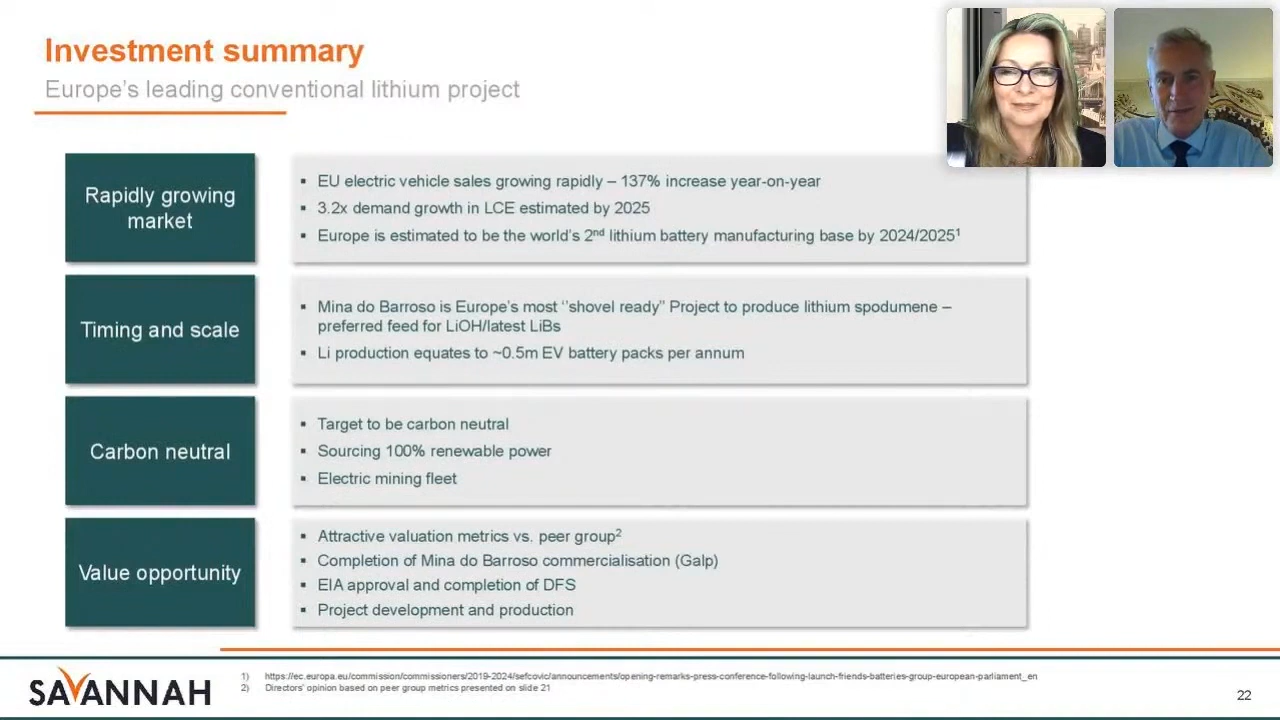 Investment summary
Europe's leading conventional lithium project
Rapidly growing
market
▪ EU electric vehicle sales growing rapidly – 137% increase year-on-year
▪ 3.2x demand growth in LCE estimated by 2025
▪ Europe is estimated to be the world's 2nd lithium battery manufacturing base by 2024/2025¹
Timing and scale
▪ Mina do Barroso is Europe's most ‘'shovel ready” Project to produce lithium spodumene –
preferred feed for LiOH/latest LiBs
▪ Li production equates to ~0.5m EV battery packs per annum
Carbon neutral
▪ Target to be carbon neutral
▪ Sourcing 100% renewable power
▪ Electric mining fleet
Value opportunity
▪ Attractive valuation metrics vs. peer group²
▪ Completion of Mina do Barroso commercialisation (Galp)
▪ EIA approval and completion of DFS
▪ Project development and production
SAVANNAH
1) https://ec.europa.eu/commission/commissioners/2019-2024/sefcovic/announcements/opening-remarks-press-conference-following-launch-friends-batteries-group-european-parliament_en
2) Directors' opinion based on peer group metrics presented on slide 21
22